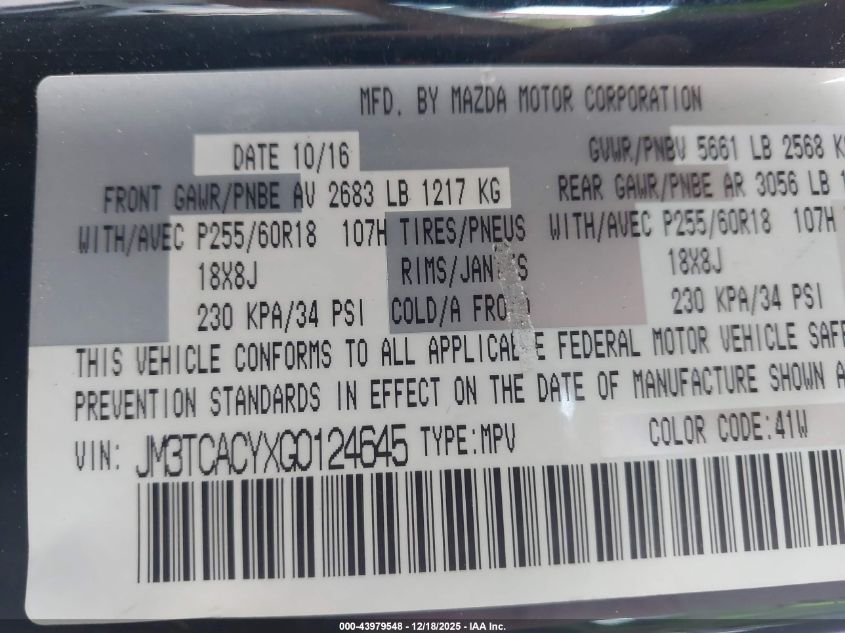 MFD. BY MAZDA MOTOR CORPORATION
DATE 10/16 GVWR/PNBV 5661 LB 2568 K
FRONT GAWR/PNBE AV 2683 LB 1217 KG REAR GAWR/PNBE AR 3056 LB 1
WITH/AVEC P255/60R18 107H TIRES/PNEUS WITH/AVEC P255/60R18 107H
18X8J RIMS/JAN S 18X8J
230 KPA/34 PSI COLD/A FRO 230 KPA/34 PSI
THIS VEHICLE CONFORMS TO ALL APPLICAB E FEDERAL MOTOR VEHICLE SAFE
PREVENTION STANDARDS IN EFFECT ON THE DATE OF MANUFACTURE SHOWN A
VIN: JM3TCACYXG0124645 TYPE:MPV COLOR CODE:41W
000-43979548 - 12/18/2025 - IAA Inc.